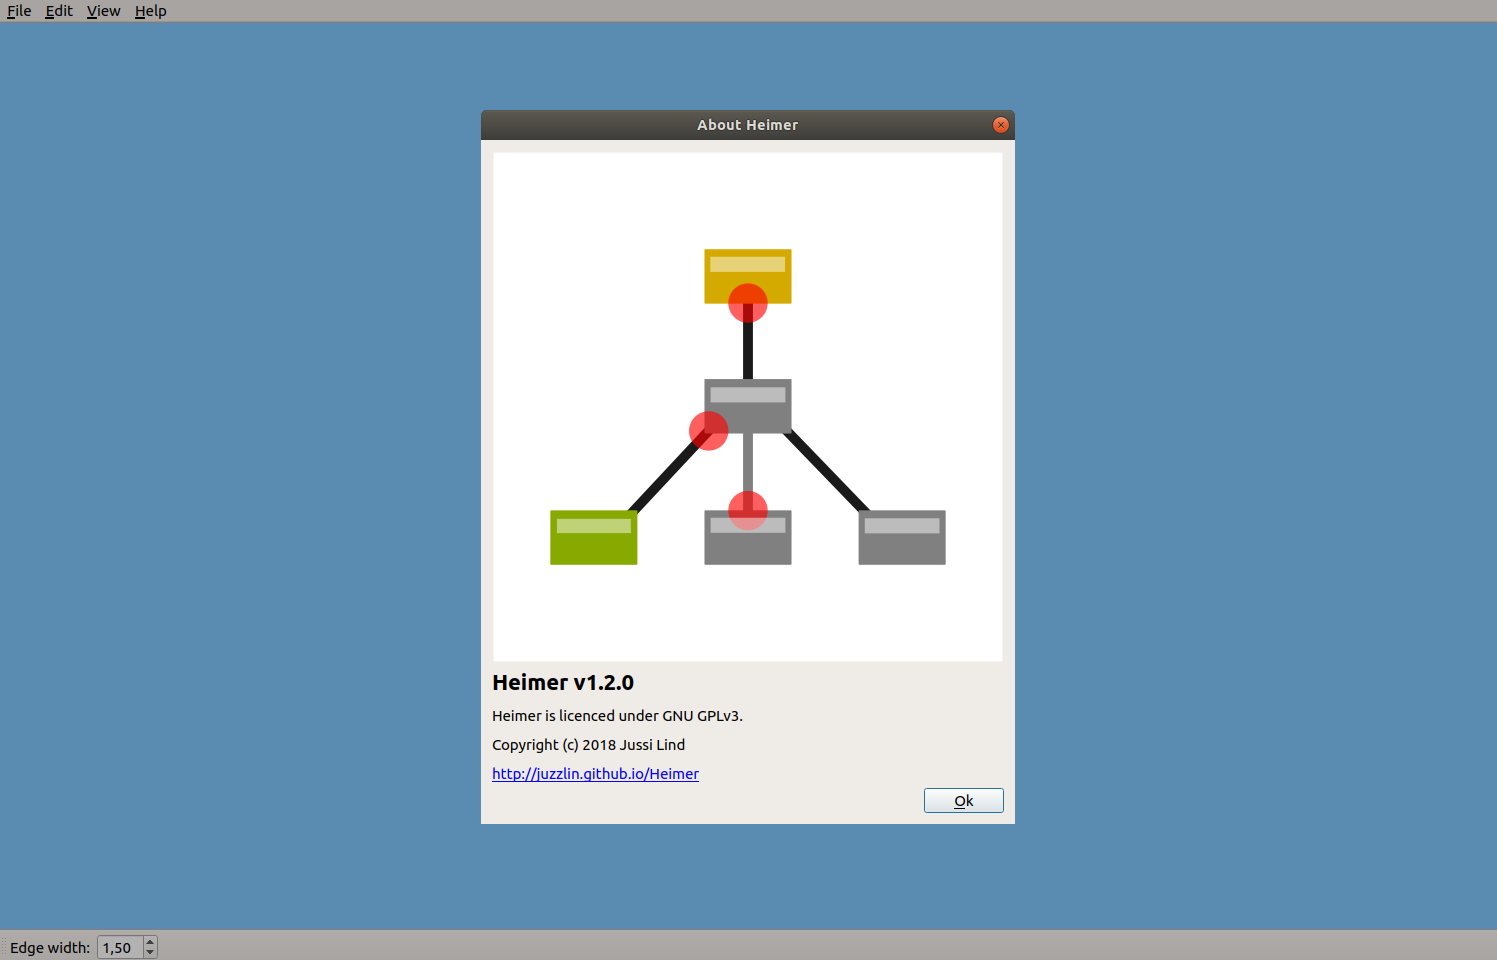 File Edit View Help
About Heimer
Heimer v1.2.0
Heimer is licenced under GNU GPLv3.
Copyright (c) 2018 Jussi Lind
http://juzzlin.github.io/Heimer
Ok
Edge width: 1,50